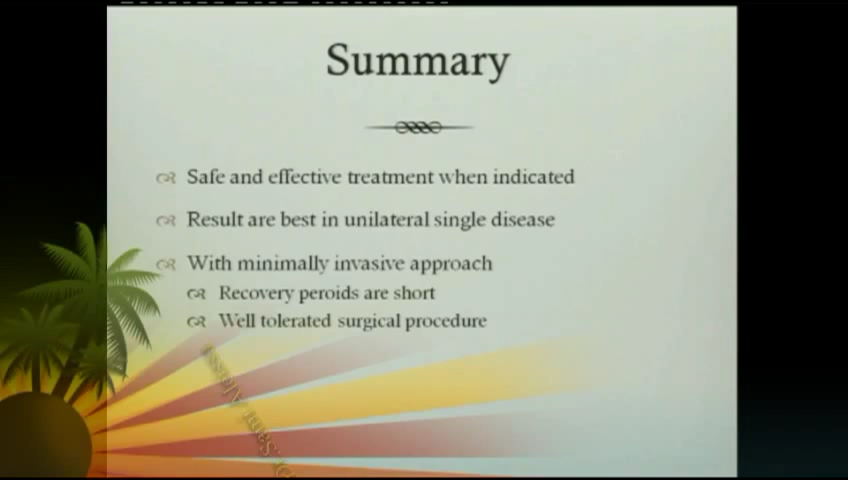 Summary
Safe and effective treatment when indicated
Result are best in unilateral single disease
With minimally invasive approach
Recovery peroids are short
Well tolerated surgical procedure